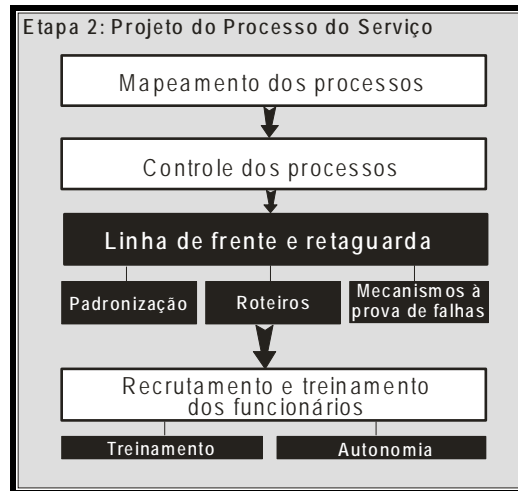 Etapa 2: Projeto do Processo do Serviço
Mapeamento dos processos
Controle dos processos
Linha de frente e retaguarda
Padronização
Roteiros
Mecanismos à
prova de falhas
Recrutamento e treinamento
dos funcionários
Treinamento
Autonomia